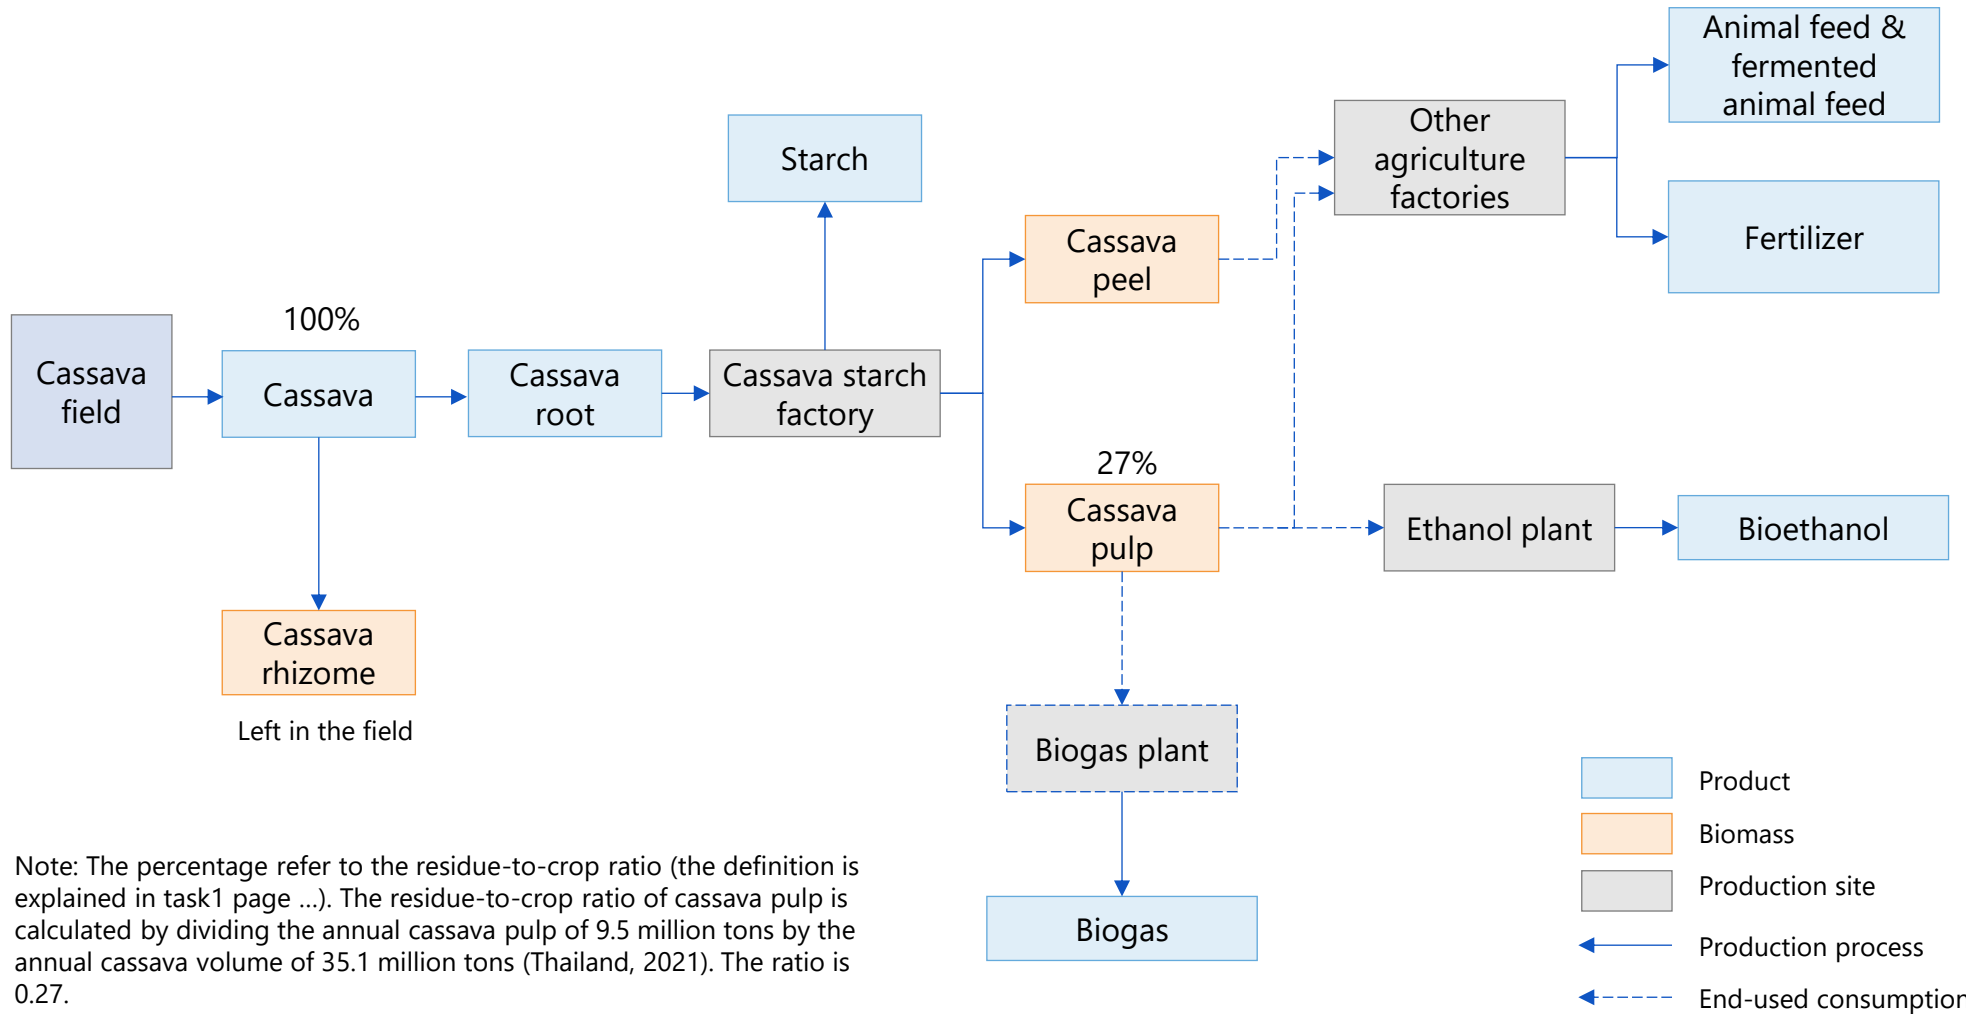 Animal feed &
fermented
animal feed
Other
agriculture
factories
Starch
Fertilizer
Cassava
peel
100%
Cassava
field
Cassava
Cassava
root
Cassava starch
factory
27%
Cassava
pulp
Ethanol plant
Bioethanol
Cassava
rhizome
Left in the field
Biogas plant
Biogas
Product
Biomass
Production site
Production process
End-used consumption
Note: The percentage refer to the residue-to-crop ratio (the definition is
explained in task1 page ...). The residue-to-crop ratio of cassava pulp is
calculated by dividing the annual cassava pulp of 9.5 million tons by the
annual cassava volume of 35.1 million tons (Thailand, 2021). The ratio is
0.27.